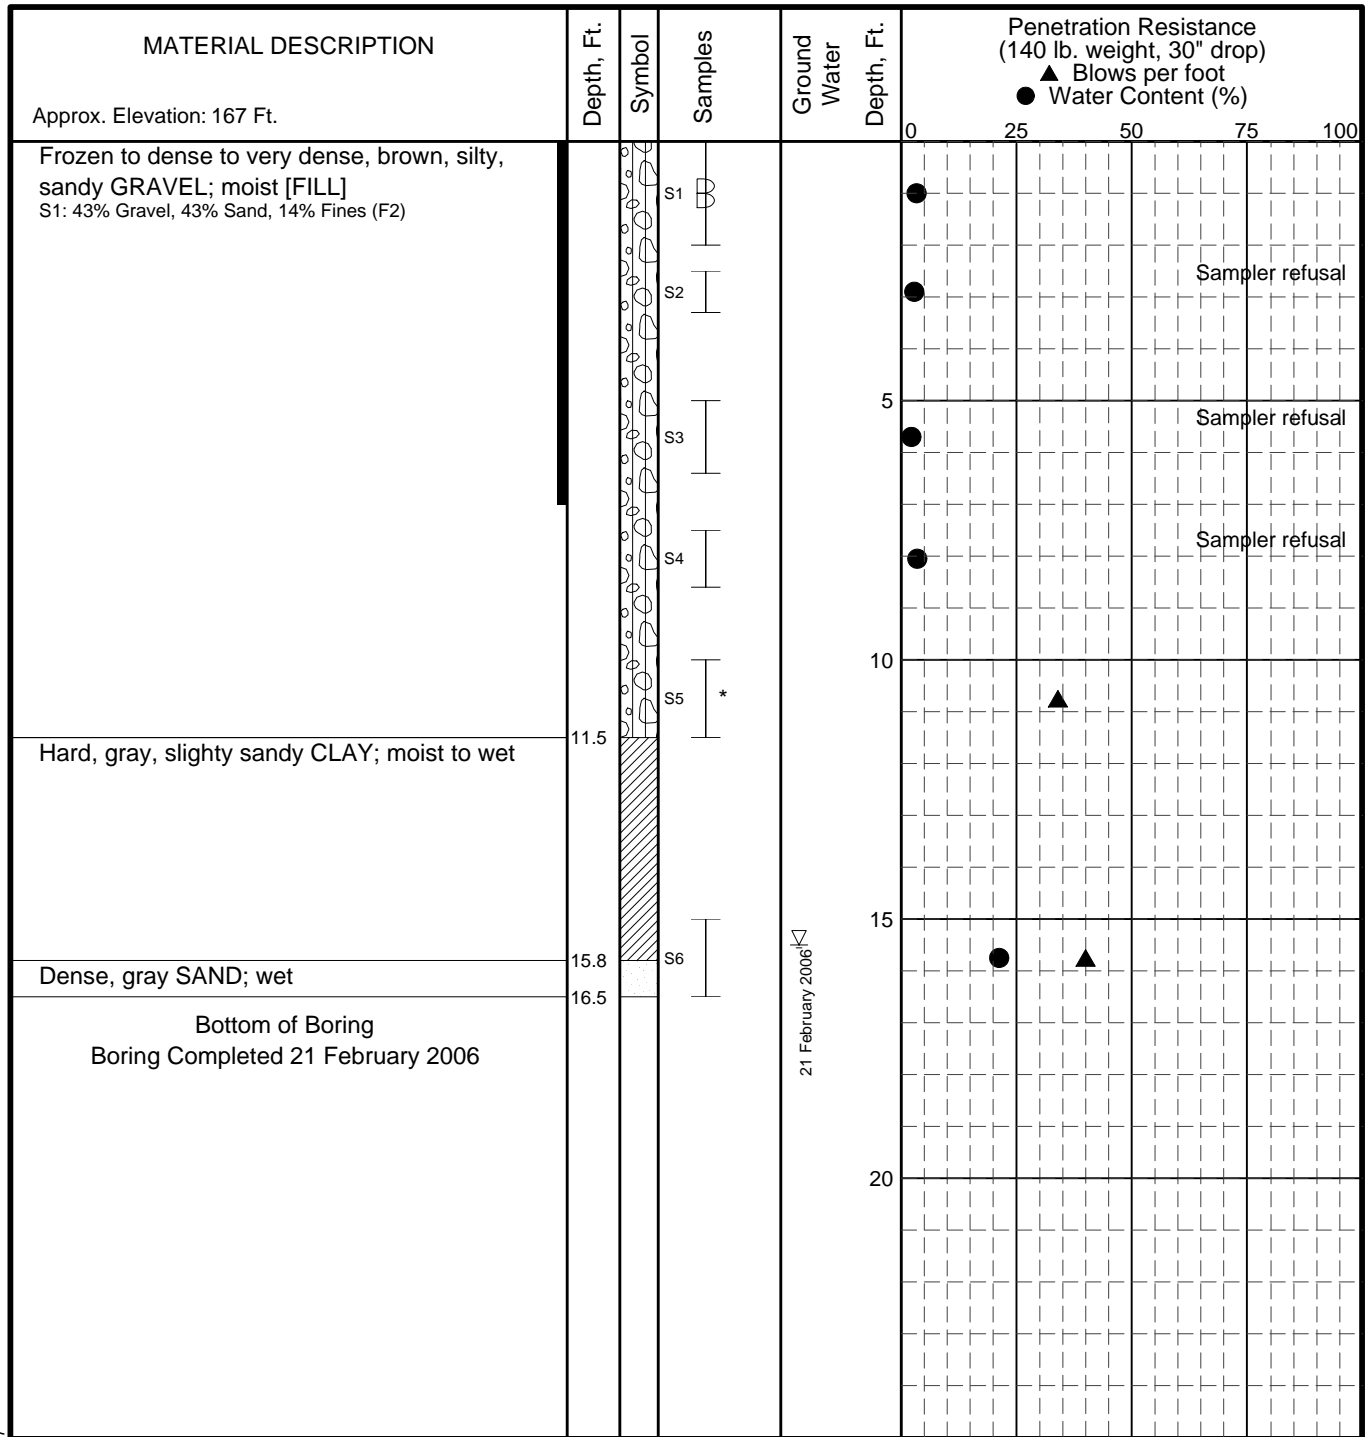 MATERIAL DESCRIPTION
Approx. Elevation: 167 Ft.
Depth, Ft.
Symbol
Samples
Ground
Water
Depth, Ft.
Penetration Resistance
(140 lb. weight, 30" drop)
▲ Blows per foot
● Water Content (%)
0 25 50 75 100
Frozen to dense to very dense, brown, silty,
sandy GRAVEL; moist [FILL]
S1: 43% Gravel, 43% Sand, 14% Fines (F2)
S1
S2
Sampler refusal
5
S3
Sampler refusal
S4
Sampler refusal
10
S5 *
11.5
Hard, gray, slighty sandy CLAY; moist to wet
15
S6
15.8
Dense, gray SAND; wet
16.5
21 February 2006
Bottom of Boring
Boring Completed 21 February 2006
20